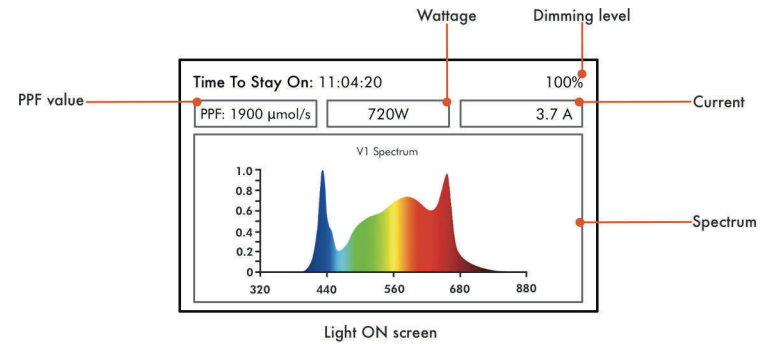 Wattage
Dimming level
Time To Stay On: 11:04:20
100%
PPF value
PPF: 1900 μmol/s
720W
3.7 A
Current
V1 Spectrum
1.0
0.8
0.6
0.4
0.2
0
320
440
560
680
880
Spectrum
Light ON screen